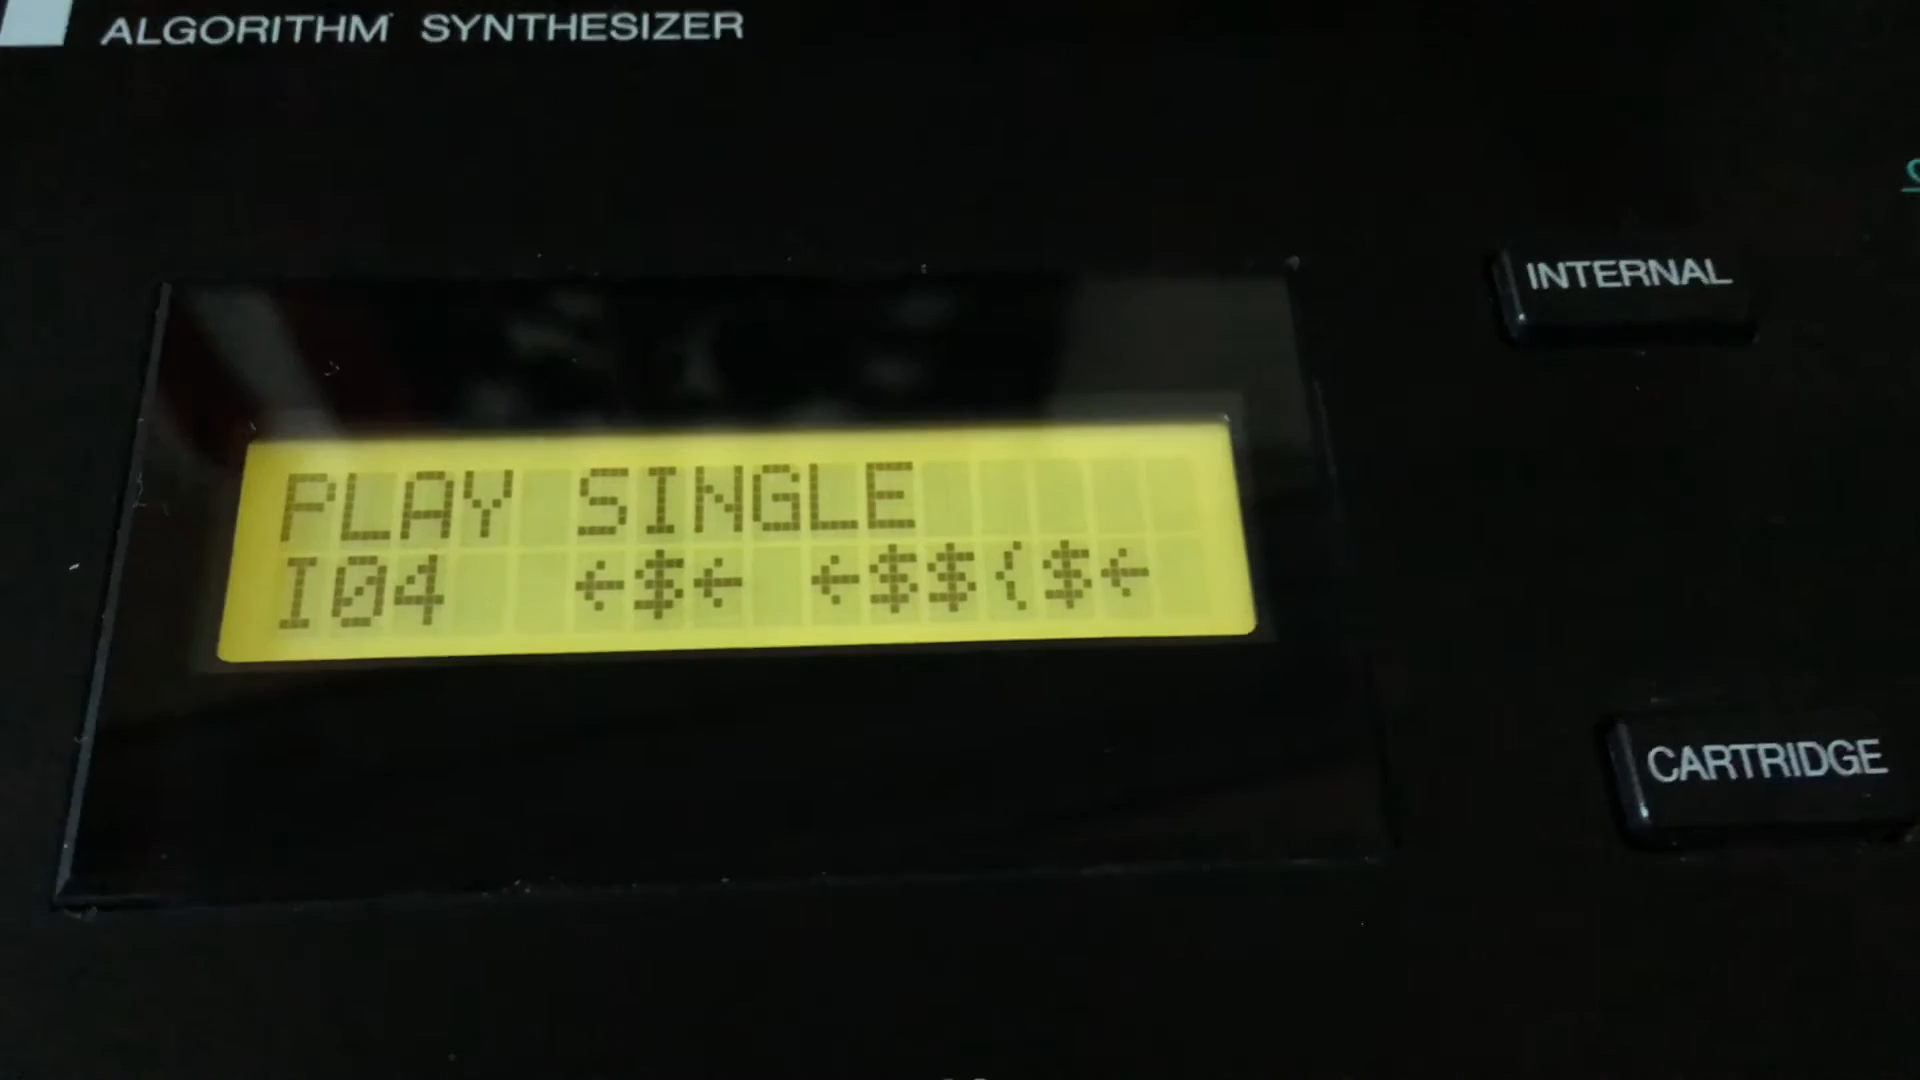 ALGORITHM SYNTHESIZER
INTERNAL
PLAY SINGLE
I04  ←$← ←$${$←
CARTRIDGE